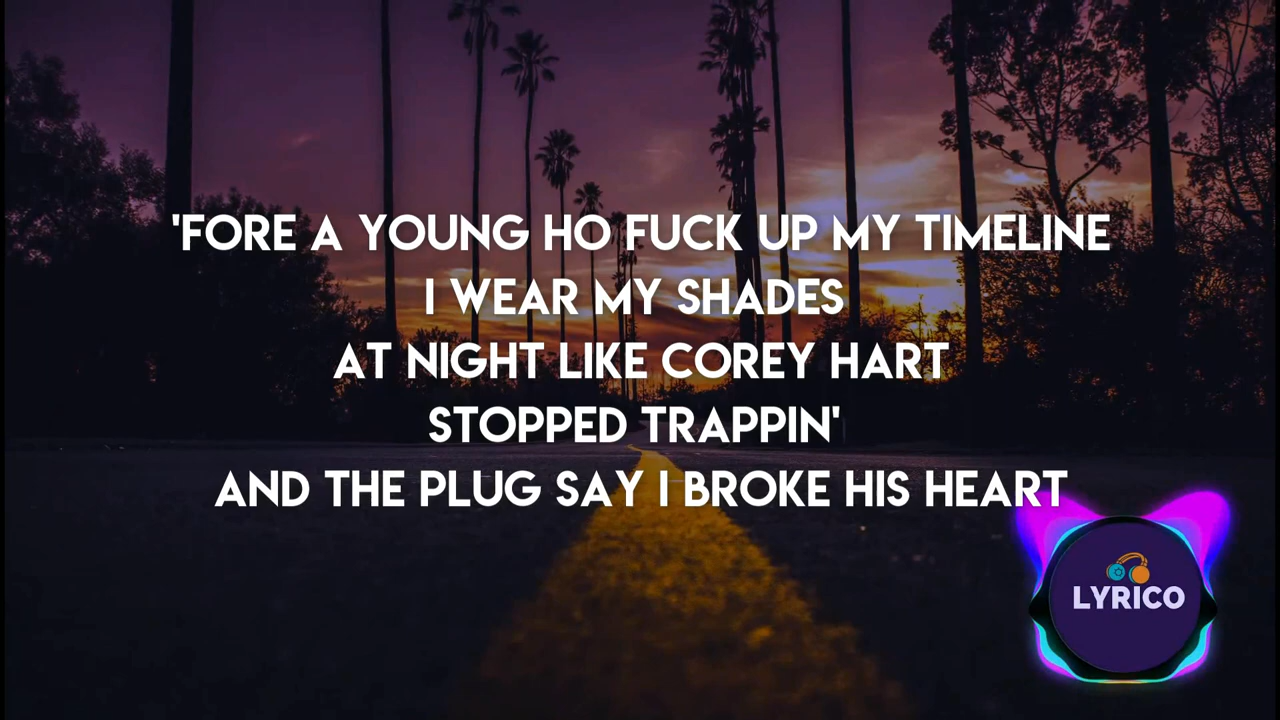 'FORE A YOUNG HO FUCK UP MY TIMELINE
I WEAR MY SHADES
AT NIGHT LIKE COREY HART
STOPPED TRAPPIN'
AND THE PLUG SAY I BROKE HIS HEART
LYRICO